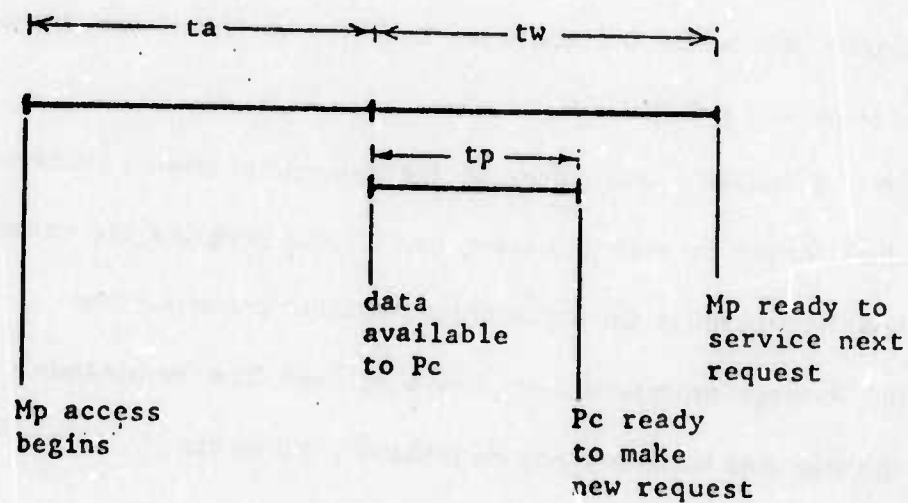 ta tw
tp
data
available
to Pc
Mp ready to
service next
request
Mp access
begins
Pc ready
to make
new request